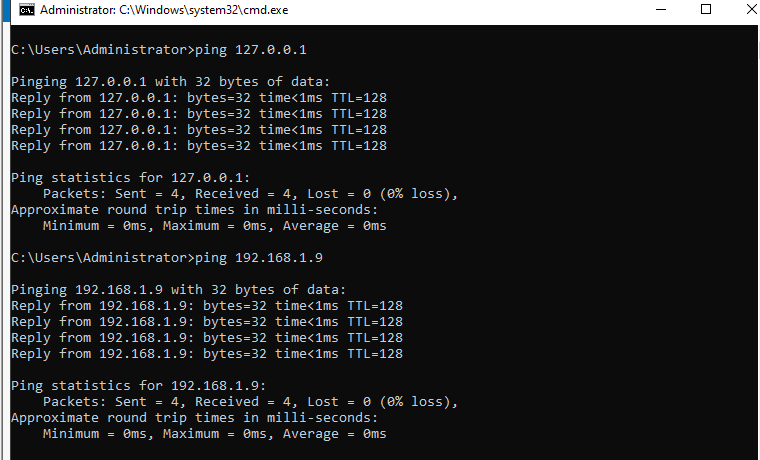 Administrator: C:\Windows\system32\cmd.exe
C:\Users\Administrator>ping 127.0.0.1
Pinging 127.0.0.1 with 32 bytes of data:
Reply from 127.0.0.1: bytes=32 time<1ms TTL=128
Reply from 127.0.0.1: bytes=32 time<1ms TTL=128
Reply from 127.0.0.1: bytes=32 time<1ms TTL=128
Reply from 127.0.0.1: bytes=32 time<1ms TTL=128
Ping statistics for 127.0.0.1:
    Packets: Sent = 4, Received = 4, Lost = 0 (0% loss),
Approximate round trip times in milli-seconds:
    Minimum = 0ms, Maximum = 0ms, Average = 0ms
C:\Users\Administrator>ping 192.168.1.9
Pinging 192.168.1.9 with 32 bytes of data:
Reply from 192.168.1.9: bytes=32 time<1ms TTL=128
Reply from 192.168.1.9: bytes=32 time<1ms TTL=128
Reply from 192.168.1.9: bytes=32 time<1ms TTL=128
Reply from 192.168.1.9: bytes=32 time<1ms TTL=128
Ping statistics for 192.168.1.9:
    Packets: Sent = 4, Received = 4, Lost = 0 (0% loss),
Approximate round trip times in milli-seconds:
    Minimum = 0ms, Maximum = 0ms, Average = 0ms